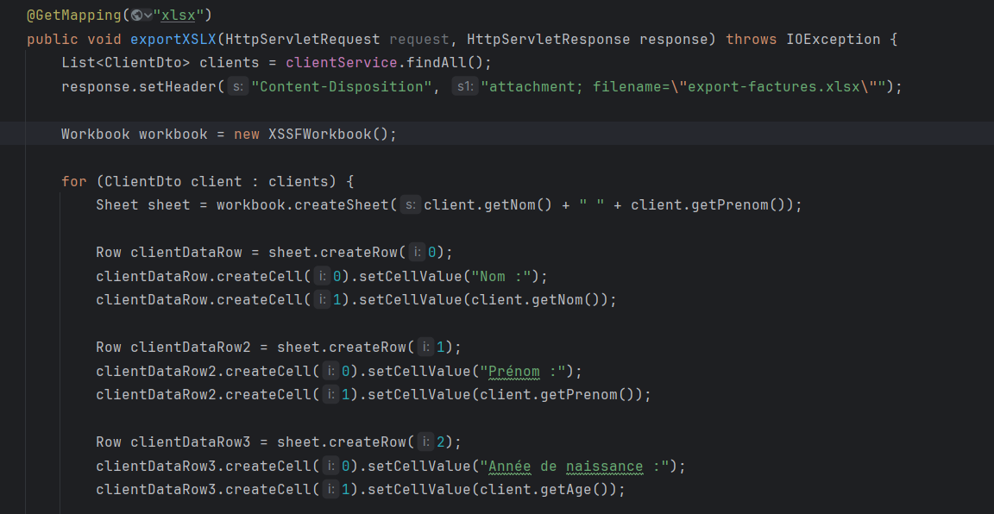 @GetMapping("xlsx")
public void exportXSLX(HttpServletRequest request, HttpServletResponse response) throws IOException {
List<ClientDto> clients = clientService.findAll();
response.setHeader( s: "Content-Disposition", s1: "attachment; filename=\"export-factures.xlsx\"");
Workbook workbook = new XSSFWorkbook();
for (ClientDto client : clients) {
Sheet sheet = workbook.createSheet( s: client.getNom() + " " + client.getPrenom());
Row clientDataRow = sheet.createRow( i: 0);
clientDataRow.createCell( i: 0).setCellValue("Nom :");
clientDataRow.createCell( i: 1).setCellValue(client.getNom());
Row clientDataRow2 = sheet.createRow( i: 1);
clientDataRow2.createCell( i: 0).setCellValue("Prénom :");
clientDataRow2.createCell( i: 1).setCellValue(client.getPrenom());
Row clientDataRow3 = sheet.createRow( i: 2);
clientDataRow3.createCell( i: 0).setCellValue("Année de naissance :");
clientDataRow3.createCell( i: 1).setCellValue(client.getAge());